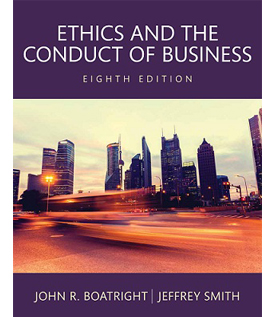 ETHICS AND THE
CONDUCT OF BUSINESS
EIGHTH EDITION
JOHN R. BOATRIGHT | JEFFREY SMITH